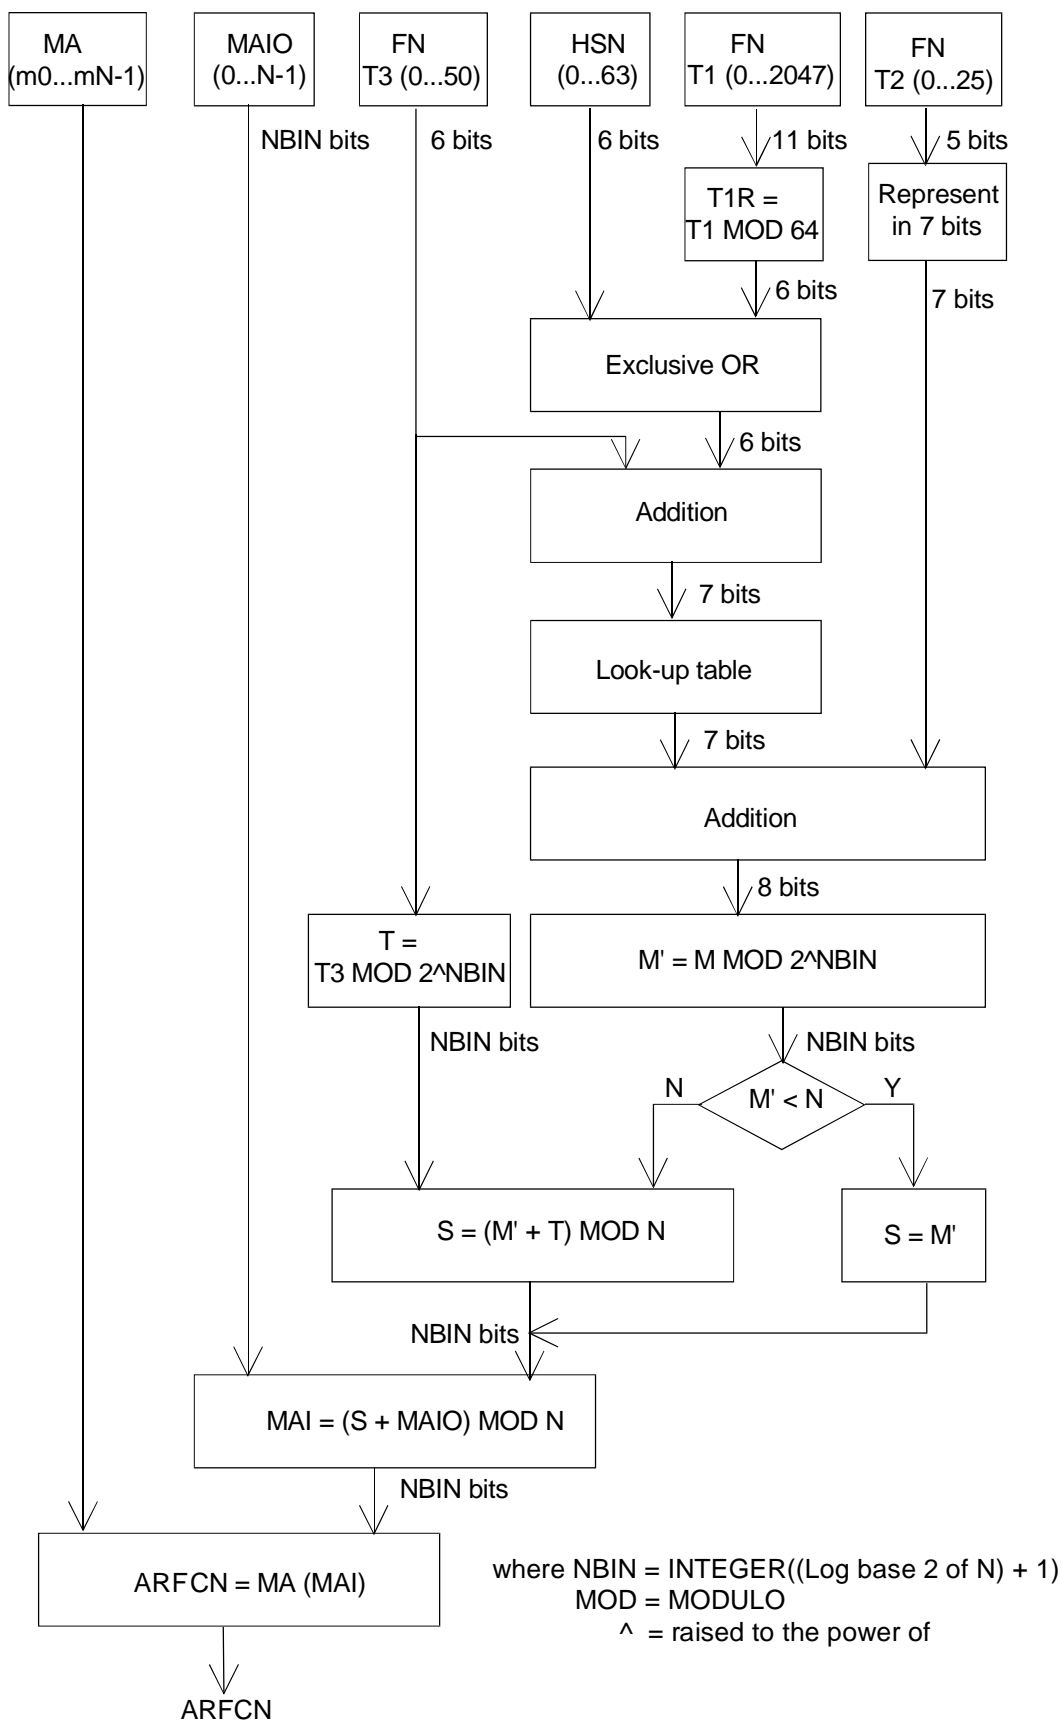 MA
(m0...mN-1)
MAIO
(0...N-1)
FN
T3 (0...50)
HSN
(0...63)
FN
T1 (0...2047)
FN
T2 (0...25)
NBIN bits
6 bits
6 bits
11 bits
5 bits
T1R =
T1 MOD 64
Represent
in 7 bits
6 bits
7 bits
Exclusive OR
6 bits
Addition
7 bits
Look-up table
7 bits
Addition
8 bits
T =
T3 MOD 2^NBIN
M' = M MOD 2^NBIN
NBIN bits
NBIN bits
N
M' < N
Y
S = (M' + T) MOD N
S = M'
NBIN bits
MAI = (S + MAIO) MOD N
NBIN bits
ARFCN = MA (MAI)
where NBIN = INTEGER((Log base 2 of N) + 1)
MOD = MODULO
^ = raised to the power of
ARFCN